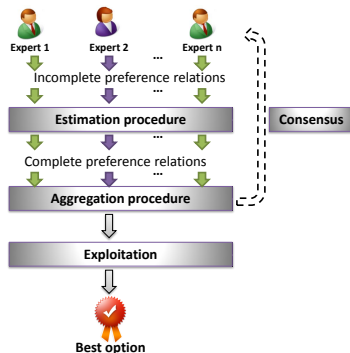 Expert 1 Expert 2 Expert n
...
Incomplete preference relations
...
Estimation procedure
Consensus
...
Complete preference relations
...
Aggregation procedure
Exploitation
Best option